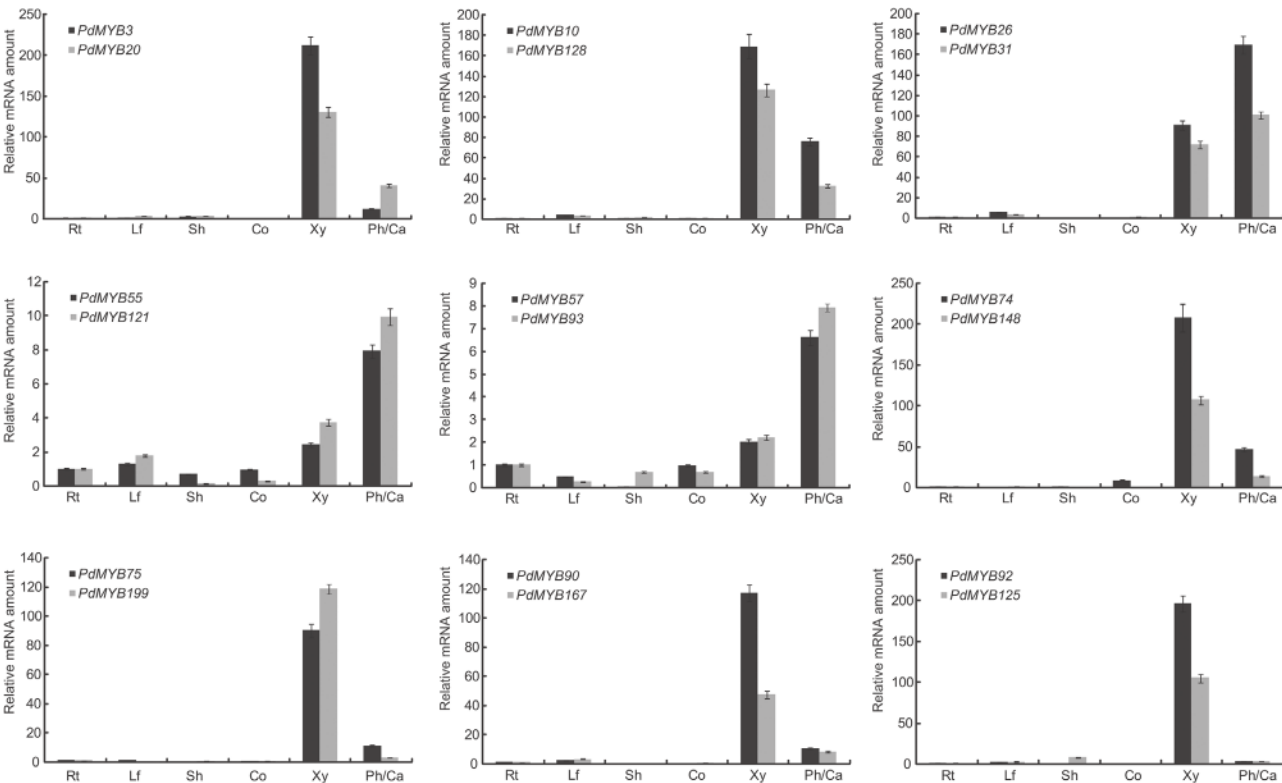 Relative mRNA amount
250
200
150
100
50
0
PdMYB3
PdMYB20
Rt Lf Sh Co Xy Ph/Ca
Relative mRNA amount
200
180
160
140
120
100
80
60
40
20
0
PdMYB10
PdMYB128
Rt Lf Sh Co Xy Ph/Ca
Relative mRNA amount
200
180
160
140
120
100
80
60
40
20
0
PdMYB26
PdMYB31
Rt Lf Sh Co Xy Ph/Ca
Relative mRNA amount
12
10
8
6
4
2
0
PdMYB55
PdMYB121
Rt Lf Sh Co Xy Ph/Ca
Relative mRNA amount
9
8
7
6
5
4
3
2
1
0
PdMYB57
PdMYB93
Rt Lf Sh Co Xy Ph/Ca
Relative mRNA amount
250
200
150
100
50
0
PdMYB74
PdMYB148
Rt Lf Sh Co Xy Ph/Ca
Relative mRNA amount
140
120
100
80
60
40
20
0
PdMYB75
PdMYB199
Rt Lf Sh Co Xy Ph/Ca
Relative mRNA amount
140
120
100
80
60
40
20
0
PdMYB90
PdMYB167
Rt Lf Sh Co Xy Ph/Ca
Relative mRNA amount
250
200
150
100
50
0
PdMYB92
PdMYB125
Rt Lf Sh Co Xy Ph/Ca